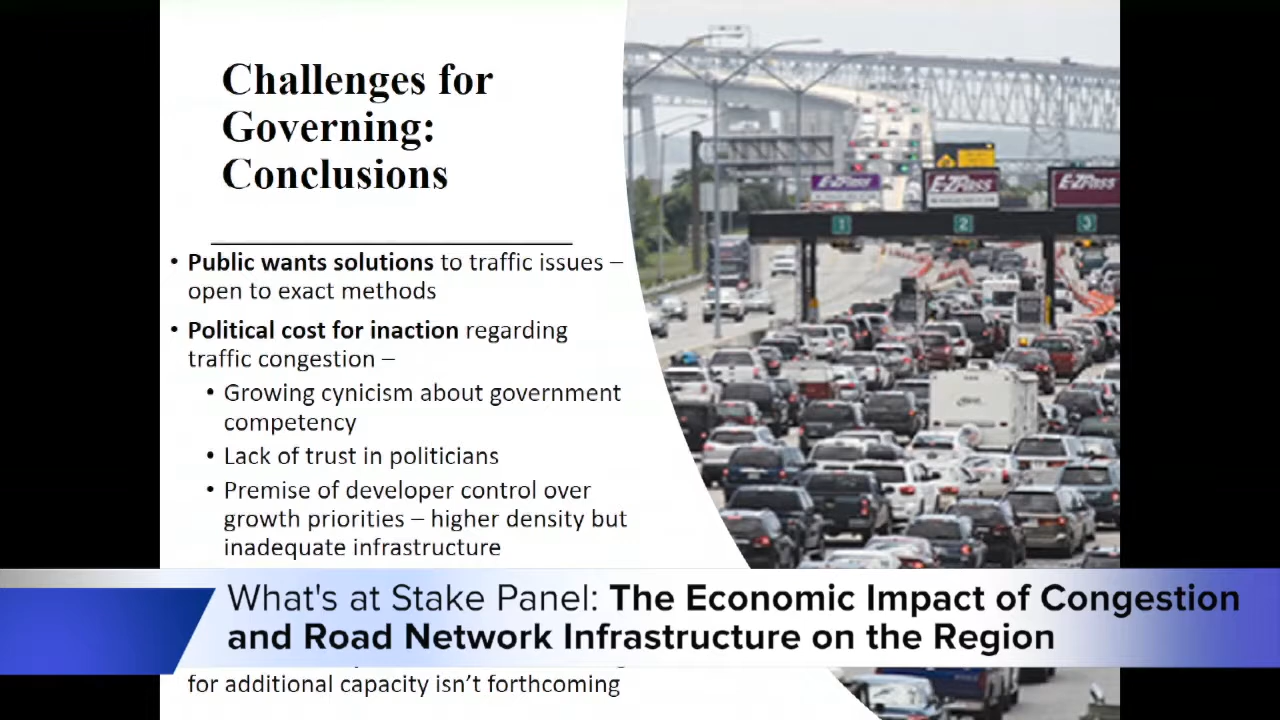 Challenges for
Governing:
Conclusions
• Public wants solutions to traffic issues –
open to exact methods
• Political cost for inaction regarding
traffic congestion –
• Growing cynicism about government
competency
• Lack of trust in politicians
• Premise of developer control over
growth priorities – higher density but
inadequate infrastructure
for additional capacity isn't forthcoming
E-ZPass
E-ZPass
E-ZPass
1
2
3
What's at Stake Panel: The Economic Impact of Congestion
and Road Network Infrastructure on the Region